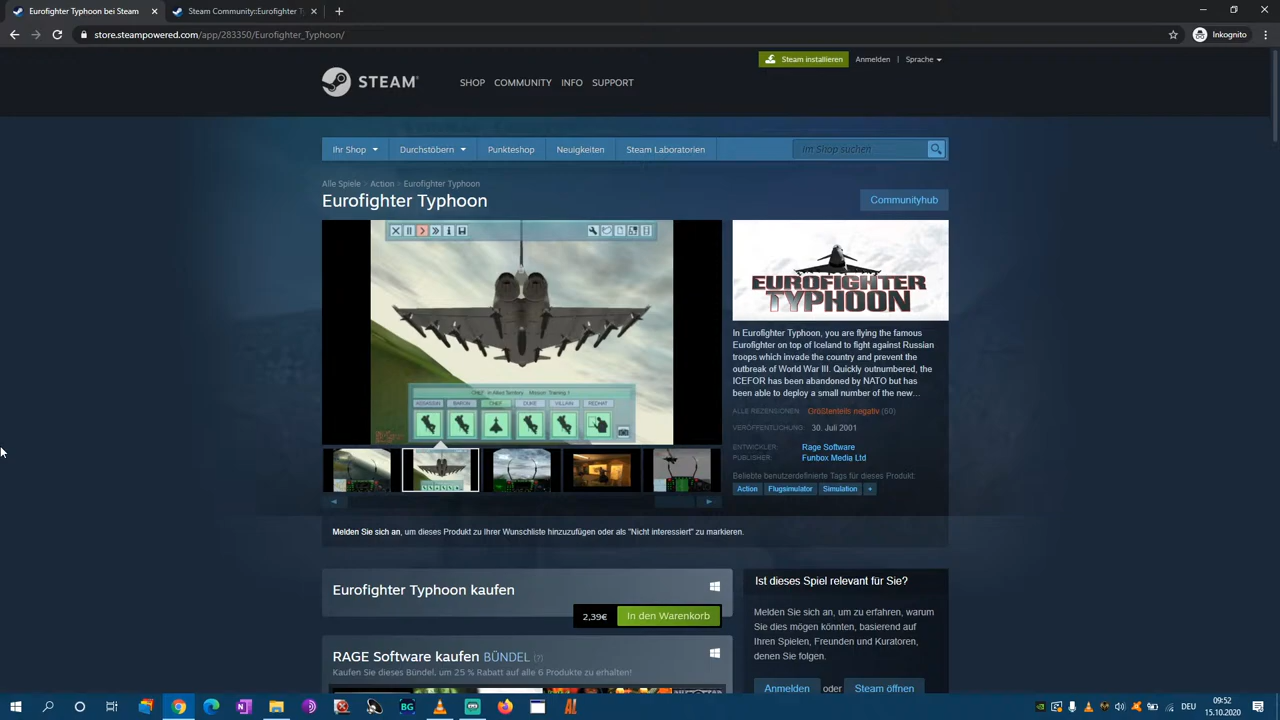 Eurofighter Typhoon bei Steam
Steam Community: Eurofighter T
store.steampowered.com/app/283350/Eurofighter_Typhoon/
Inkognito
Steam installieren
Anmelden | Sprache
STEAM
SHOP COMMUNITY INFO SUPPORT
Ihr Shop Durchstöbern Punkteshop Neuigkeiten Steam Laboratorien
Im Shop suchen
Alle Spiele > Action > Eurofighter Typhoon
Eurofighter Typhoon
Communityhub
ASSASSIN BARON CHEF DUKE VILLAIN REDHAT
EUROFIGHTER
TYPHOON
In Eurofighter Typhoon, you are flying the famous
Eurofighter on top of Iceland to fight against Russian
troops which invade the country and prevent the
outbreak of World War III. Quickly outnumbered, the
ICEFOR has been abandoned by NATO but has
been able to deploy a small number of the new...
ALLE REZENSIONEN: Größtenteils negativ (60)
VERÖFFENTLICHUNG: 30. Juli 2001
ENTWICKLER: Rage Software
PUBLISHER: Funbox Media Ltd
Beliebte benutzerdefinierte Tags für dieses Produkt:
Action Flugsimulator Simulation +
Melden Sie sich an, um dieses Produkt zu Ihrer Wunschliste hinzuzufügen oder als "Nicht interessiert" zu markieren.
Eurofighter Typhoon kaufen
2,39€ In den Warenkorb
RAGE Software kaufen BÜNDEL (?)
Kaufen Sie dieses Bündel, um 25 % Rabatt auf alle 6 Produkte zu erhalten!
Ist dieses Spiel relevant für Sie?
Melden Sie sich an, um zu erfahren, warum
Sie dies mögen könnten, basierend auf
Ihren Spielen, Freunden und Kuratoren,
denen Sie folgen.
Anmelden oder Steam öffnen
BG
DEU
09:52
15.10.2020